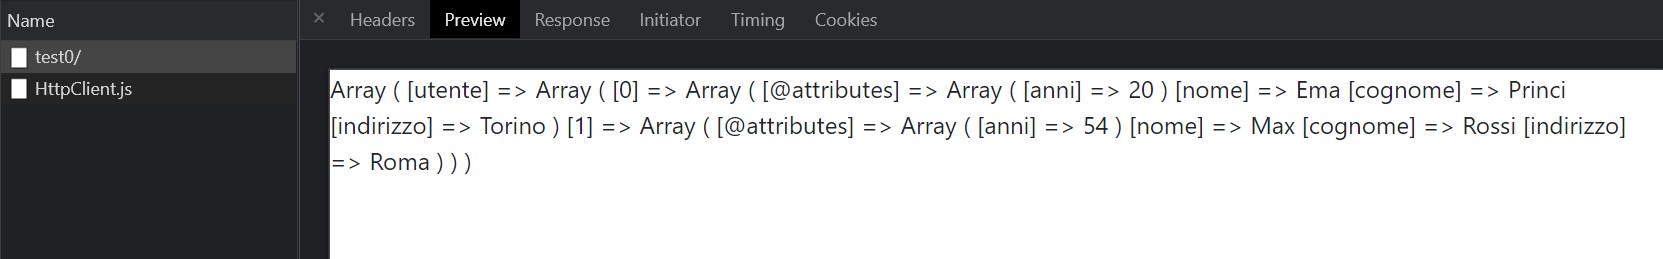 Name
× Headers Preview Response Initiator Timing Cookies
test0/
HttpClient.js
Array ( [utente] => Array ( [0] => Array ( [@attributes] => Array ( [anni] => 20 ) [nome] => Ema [cognome] => Princi
[indirizzo] => Torino ) [1] => Array ( [@attributes] => Array ( [anni] => 54 ) [nome] => Max [cognome] => Rossi [indirizzo]
=> Roma ) ) )